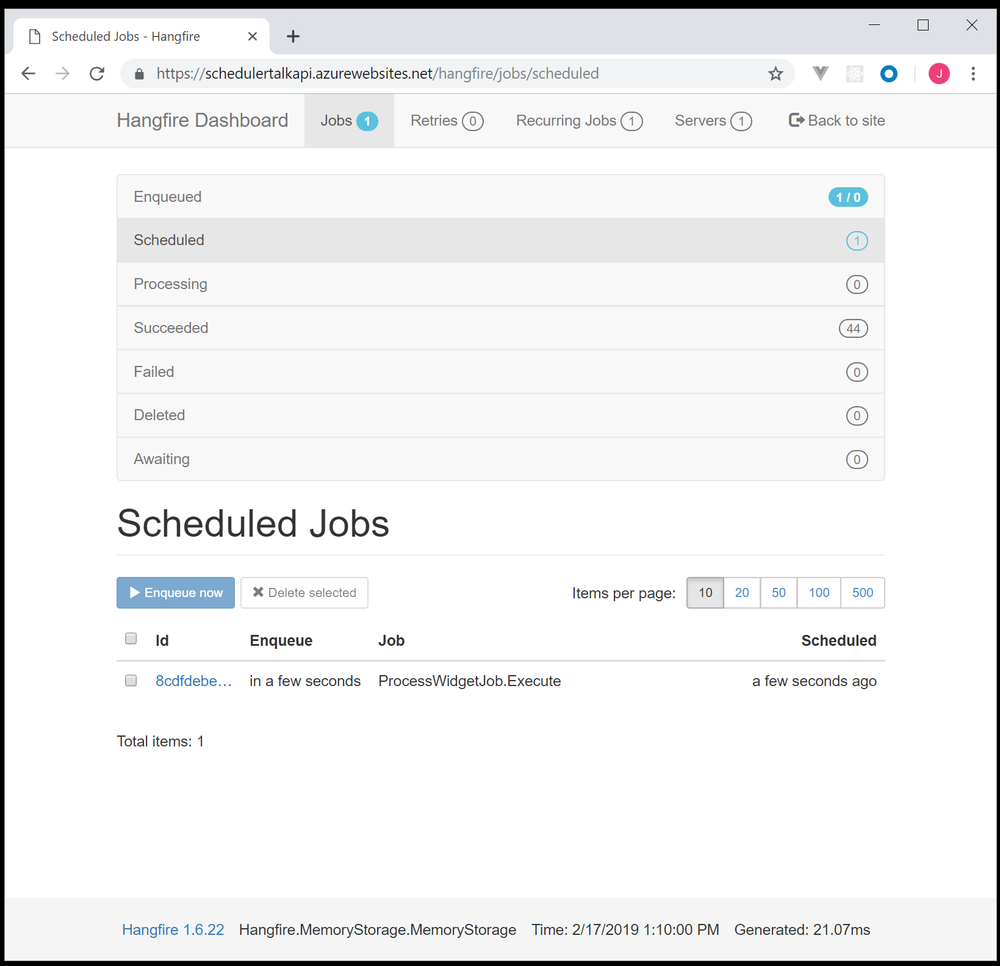 Scheduled Jobs - Hangfire
https://schedulertalkapi.azurewebsites.net/hangfire/jobs/scheduled
J
Hangfire Dashboard Jobs 1 Retries 0 Recurring Jobs 1 Servers 1 Back to site
Enqueued 1 / 0
Scheduled 1
Processing 0
Succeeded 44
Failed 0
Deleted 0
Awaiting 0
Scheduled Jobs
Enqueue now Delete selected Items per page: 10 20 50 100 500
Id Enqueue Job Scheduled
8cdfdebe... in a few seconds ProcessWidgetJob.Execute a few seconds ago
Total items: 1
Hangfire 1.6.22 Hangfire.MemoryStorage.MemoryStorage Time: 2/17/2019 1:10:00 PM Generated: 21.07ms